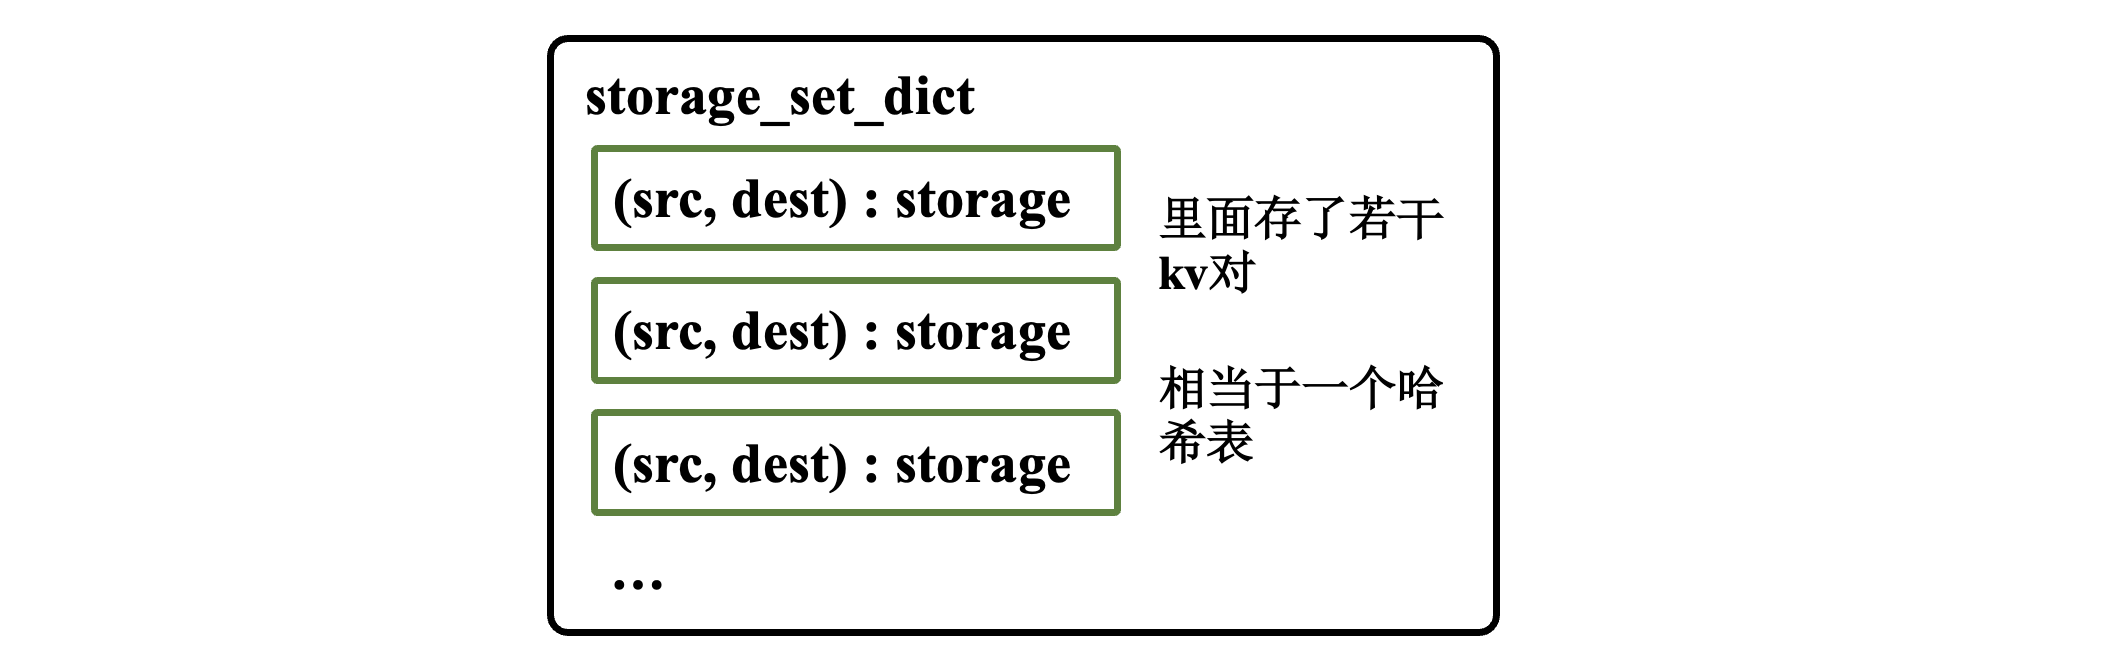 storage_set_dict
(src, dest) : storage
(src, dest) : storage
(src, dest) : storage
...
里面存了若干
kv对
相当于一个哈
希表